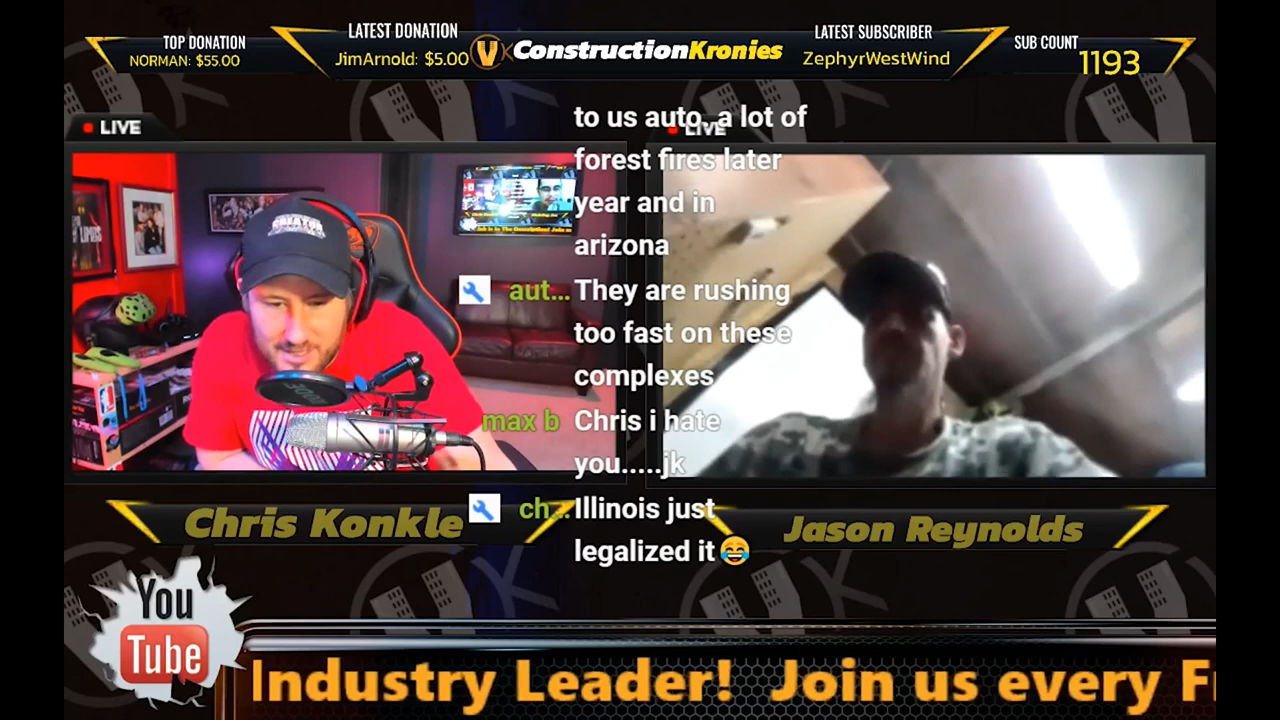 TOP DONATION
NORMAN: $55.00
LATEST DONATION
JimArnold: $5.00
ConstructionKronies
LATEST SUBSCRIBER
ZephyrWestWind
SUB COUNT
1193
LIVE
LIVE
to us auto. a lot of
forest fires later
year and in
arizona
aut... They are rushing
too fast on these
complexes
max b Chris i hate
you.....jk
ch... Illinois just
legalized it😂
CREATOR
Chris Konkle
Jason Reynolds
You
Tube
Industry Leader! Join us every